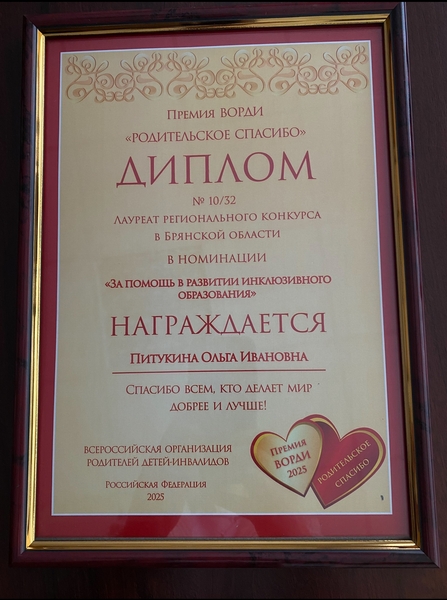 Премия ВОРДИ
«РОДИТЕЛЬСКОЕ СПАСИБО»
ДИПЛОМ
№ 10/32
ЛАУРЕАТ РЕГИОНАЛЬНОГО КОНКУРСА
В БРЯНСКОЙ ОБЛАСТИ
В НОМИНАЦИИ
«ЗА ПОМОЩЬ В РАЗВИТИИ ИНКЛЮЗИВНОГО
ОБРАЗОВАНИЯ»
НАГРАЖДАЕТСЯ
Питукина Ольга Ивановна
Спасибо всем, кто делает мир
добрее и лучше!
ВСЕРОССИЙСКАЯ ОРГАНИЗАЦИЯ
РОДИТЕЛЕЙ ДЕТЕЙ-ИНВАЛИДОВ
Российская Федерация
2025
Премия
ВОРДИ
2025
РОДИТЕЛЬСКОЕ
СПАСИБО